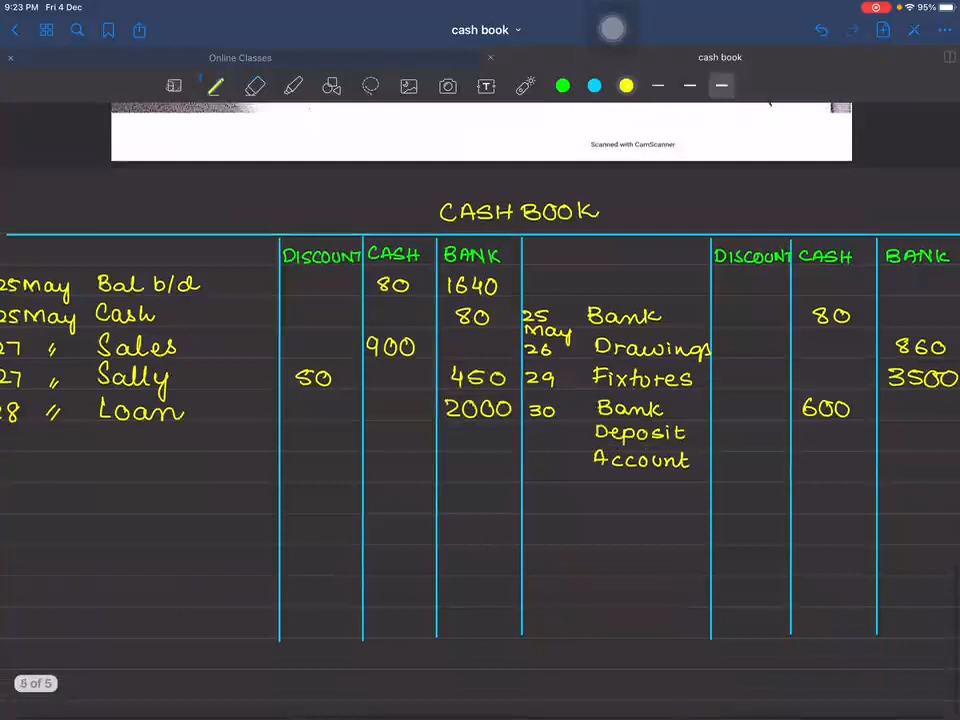 9:23 PM Fri 4 Dec 95%
cash book
Online Classes cash book
Scanned with CamScanner
CASH BOOK
DISCOUNT CASH BANK DISCOUNT CASH BANK
25May Bal b/d 80 1640
25May Cash 80 25 May Bank 80
27 " Sales 900 26 Drawings 860
27 " Sally 50 450 29 Fixtures 3500
28 " Loan 2000 30 Bank 600
Deposit
Account
5 of 5